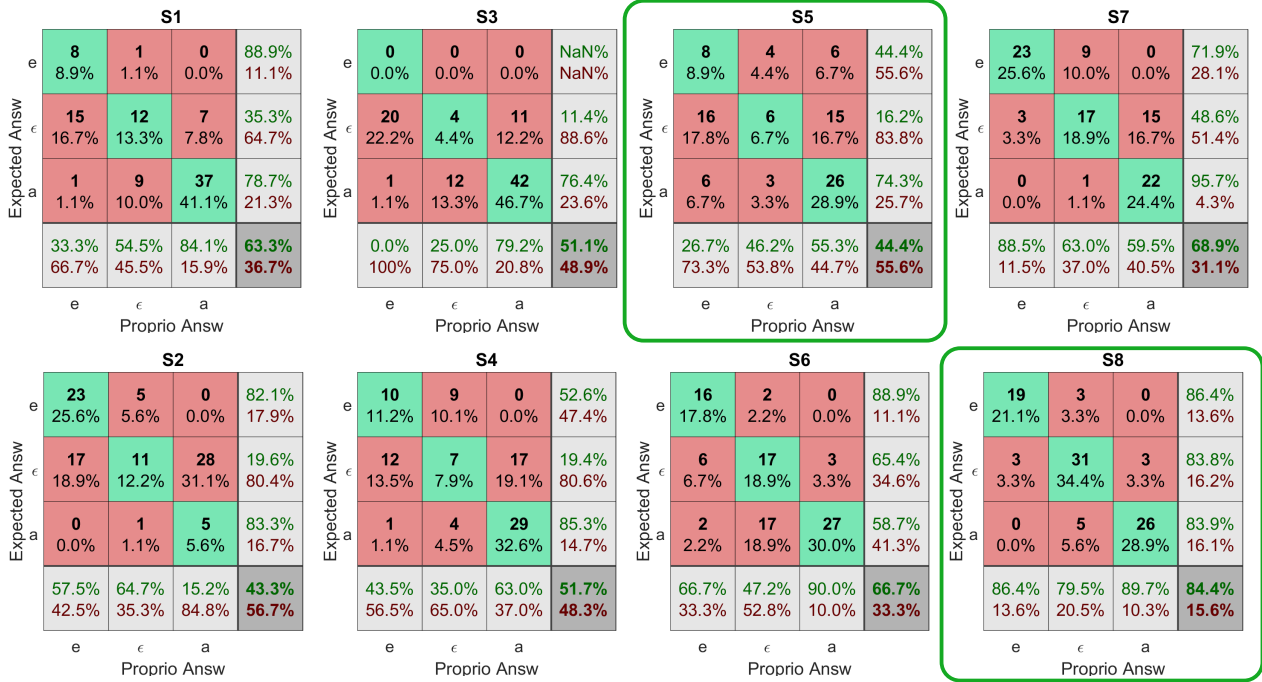 S1
8 1 0 88.9%
8.9% 1.1% 0.0% 11.1%
e
15 12 7 35.3%
16.7% 13.3% 7.8% 64.7%
ϵ
1 9 37 78.7%
1.1% 10.0% 41.1% 21.3%
a
33.3% 54.5% 84.1% 63.3%
66.7% 45.5% 15.9% 36.7%
e ϵ a
Expected Answ
Proprio Answ
S3
0 0 0 NaN%
0.0% 0.0% 0.0% NaN%
e
20 4 11 11.4%
22.2% 4.4% 12.2% 88.6%
ϵ
1 12 42 76.4%
1.1% 13.3% 46.7% 23.6%
a
0.0% 25.0% 79.2% 51.1%
100% 75.0% 20.8% 48.9%
e ϵ a
Expected Answ
Proprio Answ
S5
8 4 6 44.4%
8.9% 4.4% 6.7% 55.6%
e
16 6 15 16.2%
17.8% 6.7% 16.7% 83.8%
ϵ
6 3 26 74.3%
6.7% 3.3% 28.9% 25.7%
a
26.7% 46.2% 55.3% 44.4%
73.3% 53.8% 44.7% 55.6%
e ϵ a
Expected Answ
Proprio Answ
S7
23 9 0 71.9%
25.6% 10.0% 0.0% 28.1%
e
3 17 15 48.6%
3.3% 18.9% 16.7% 51.4%
ϵ
0 1 22 95.7%
0.0% 1.1% 24.4% 4.3%
a
88.5% 63.0% 59.5% 68.9%
11.5% 37.0% 40.5% 31.1%
e ϵ a
Expected Answ
Proprio Answ
S2
23 5 0 82.1%
25.6% 5.6% 0.0% 17.9%
e
17 11 28 19.6%
18.9% 12.2% 31.1% 80.4%
ϵ
0 1 5 83.3%
0.0% 1.1% 5.6% 16.7%
a
57.5% 64.7% 15.2% 43.3%
42.5% 35.3% 84.8% 56.7%
e ϵ a
Expected Answ
Proprio Answ
S4
10 9 0 52.6%
11.2% 10.1% 0.0% 47.4%
e
12 7 17 19.4%
13.5% 7.9% 19.1% 80.6%
ϵ
1 4 29 85.3%
1.1% 4.5% 32.6% 14.7%
a
43.5% 35.0% 63.0% 51.7%
56.5% 65.0% 37.0% 48.3%
e ϵ a
Expected Answ
Proprio Answ
S6
16 2 0 88.9%
17.8% 2.2% 0.0% 11.1%
e
6 17 3 65.4%
6.7% 18.9% 3.3% 34.6%
ϵ
2 17 27 58.7%
2.2% 18.9% 30.0% 41.3%
a
66.7% 47.2% 90.0% 66.7%
33.3% 52.8% 10.0% 33.3%
e ϵ a
Expected Answ
Proprio Answ
S8
19 3 0 86.4%
21.1% 3.3% 0.0% 13.6%
e
3 31 3 83.8%
3.3% 34.4% 3.3% 16.2%
ϵ
0 5 26 83.9%
0.0% 5.6% 28.9% 16.1%
a
86.4% 79.5% 89.7% 84.4%
13.6% 20.5% 10.3% 15.6%
e ϵ a
Expected Answ
Proprio Answ